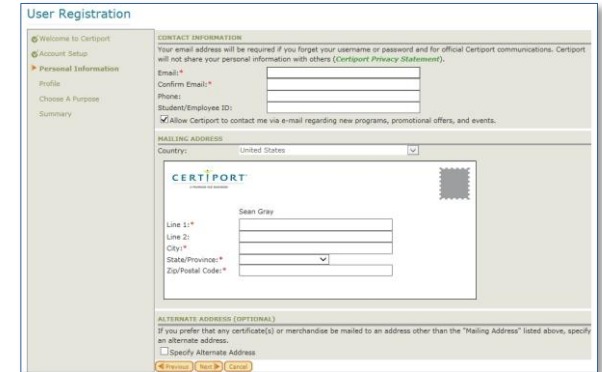 User Registration
Welcome to Certiport
Account Setup
Personal Information
Profile
Choose A Purpose
Summary
CONTACT INFORMATION
Your email address will be required if you forget your username or password and for official Certiport communications. Certiport
will not share your personal information with others (Certiport Privacy Statement).
Email:*
Confirm Email:*
Phone:
Student/Employee ID:
Allow Certiport to contact me via e-mail regarding new programs, promotional offers, and events.
MAILING ADDRESS
Country: United States
CERTIPORT
Sean Gray
Line 1:*
Line 2:
City:*
State/Province:*
Zip/Postal Code:*
ALTERNATE ADDRESS (OPTIONAL)
If you prefer that any certificate(s) or merchandise be mailed to an address other than the "Mailing Address" listed above, specify
an alternate address.
Specify Alternate Address
Previous Next Cancel